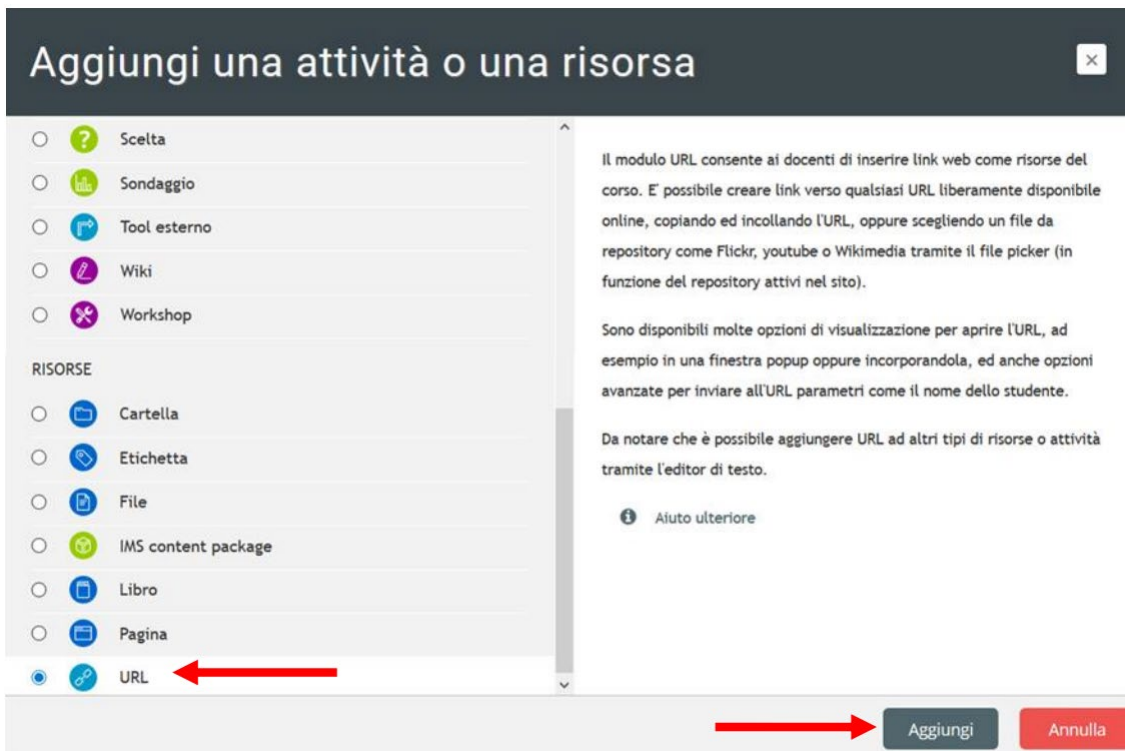 Aggiungi una attività o una risorsa
Scelta
Sondaggio
Tool esterno
Wiki
Workshop
RISORSE
Cartella
Etichetta
File
IMS content package
Libro
Pagina
URL
Il modulo URL consente ai docenti di inserire link web come risorse del
corso. E' possibile creare link verso qualsiasi URL liberamente disponibile
online, copiando ed incollando l'URL, oppure scegliendo un file da
repository come Flickr, youtube o Wikimedia tramite il file picker (in
funzione del repository attivi nel sito).
Sono disponibili molte opzioni di visualizzazione per aprire l'URL, ad
esempio in una finestra popup oppure incorporandola, ed anche opzioni
avanzate per inviare all'URL parametri come il nome dello studente.
Da notare che è possibile aggiungere URL ad altri tipi di risorse o attività
tramite l'editor di testo.
Aiuto ulteriore
Aggiungi
Annulla